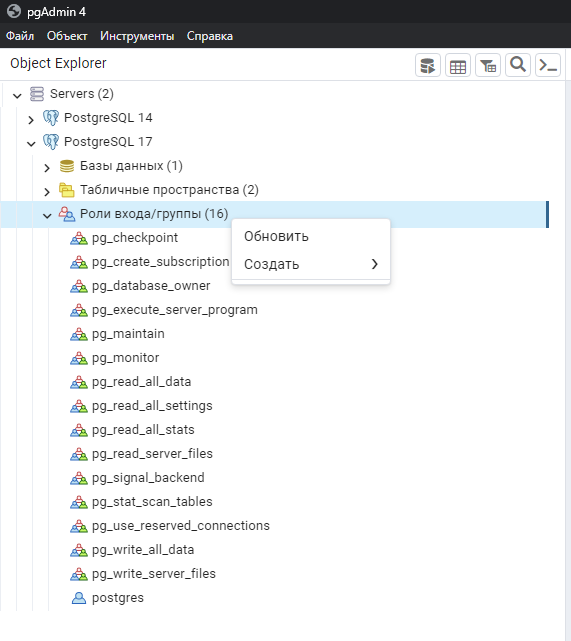 pgAdmin 4
Файл Объект Инструменты Справка
Object Explorer
Servers (2)
PostgreSQL 14
PostgreSQL 17
Базы данных (1)
Табличные пространства (2)
Роли входа/группы (16)
Обновить
Создать
pg_checkpoint
pg_create_subscription
pg_database_owner
pg_execute_server_program
pg_maintain
pg_monitor
pg_read_all_data
pg_read_all_settings
pg_read_all_stats
pg_read_server_files
pg_signal_backend
pg_stat_scan_tables
pg_use_reserved_connections
pg_write_all_data
pg_write_server_files
postgres